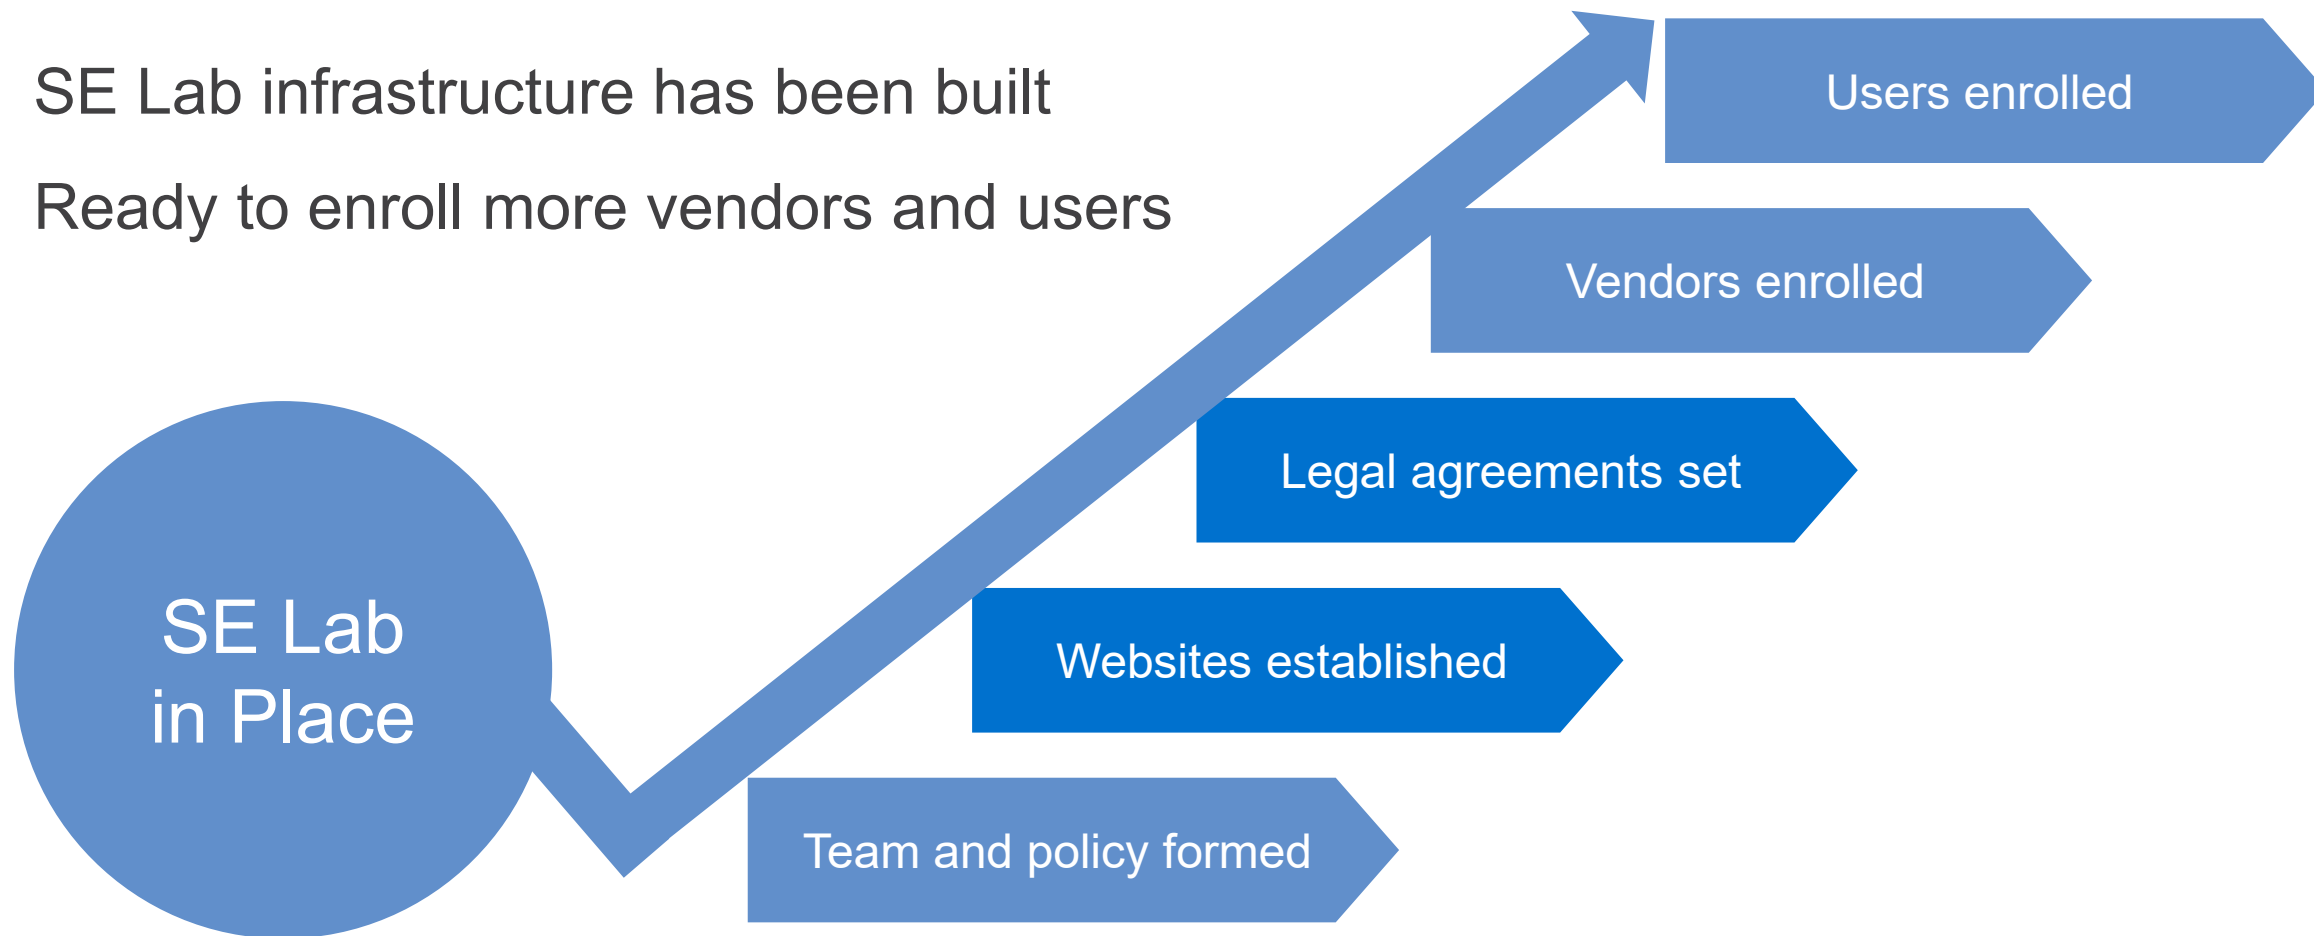 SE Lab infrastructure has been built
Ready to enroll more vendors and users
Users enrolled
Vendors enrolled
Legal agreements set
Websites established
Team and policy formed
SE Lab
in Place